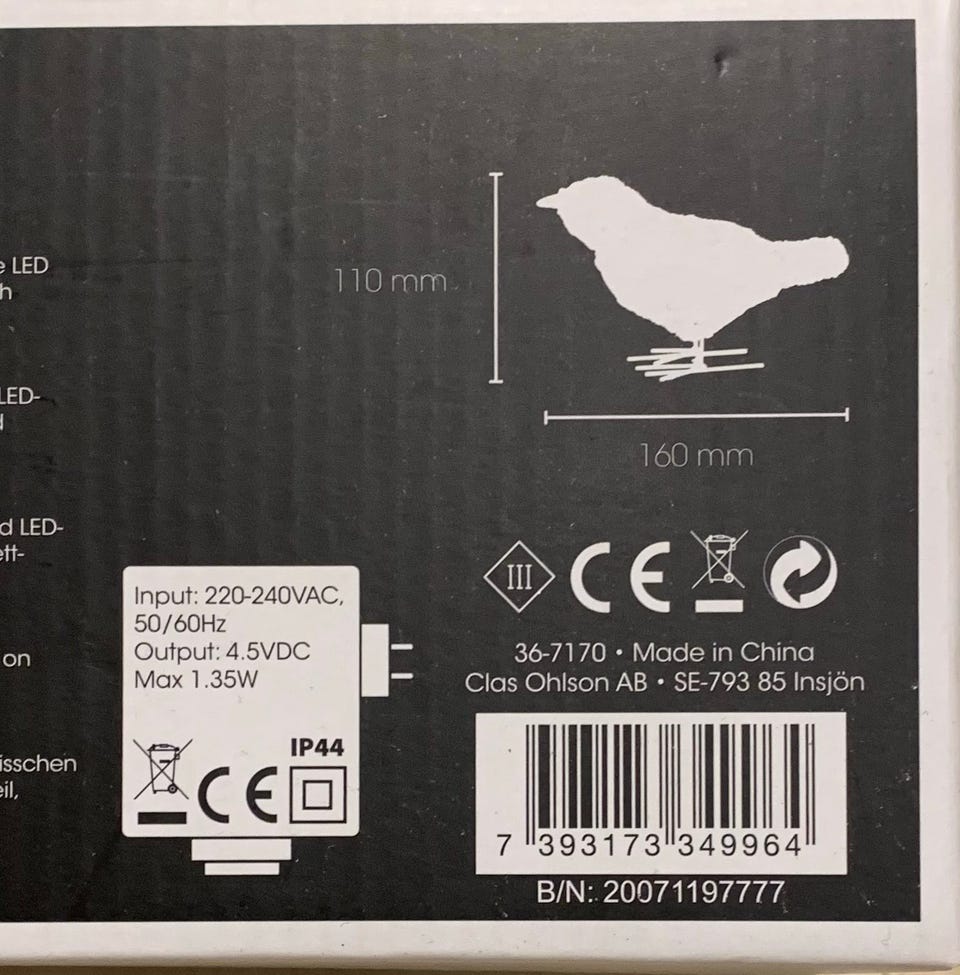 e LED
h
LED-
d LED-
ett-
on
isschen
eil,
110 mm
160 mm
Input: 220-240VAC,
50/60Hz
Output: 4.5VDC
Max 1.35W
IP44
CE
III
CE
36-7170 • Made in China
Clas Ohlson AB • SE-793 85 Insjön
7 393173 349964
B/N: 20071197777